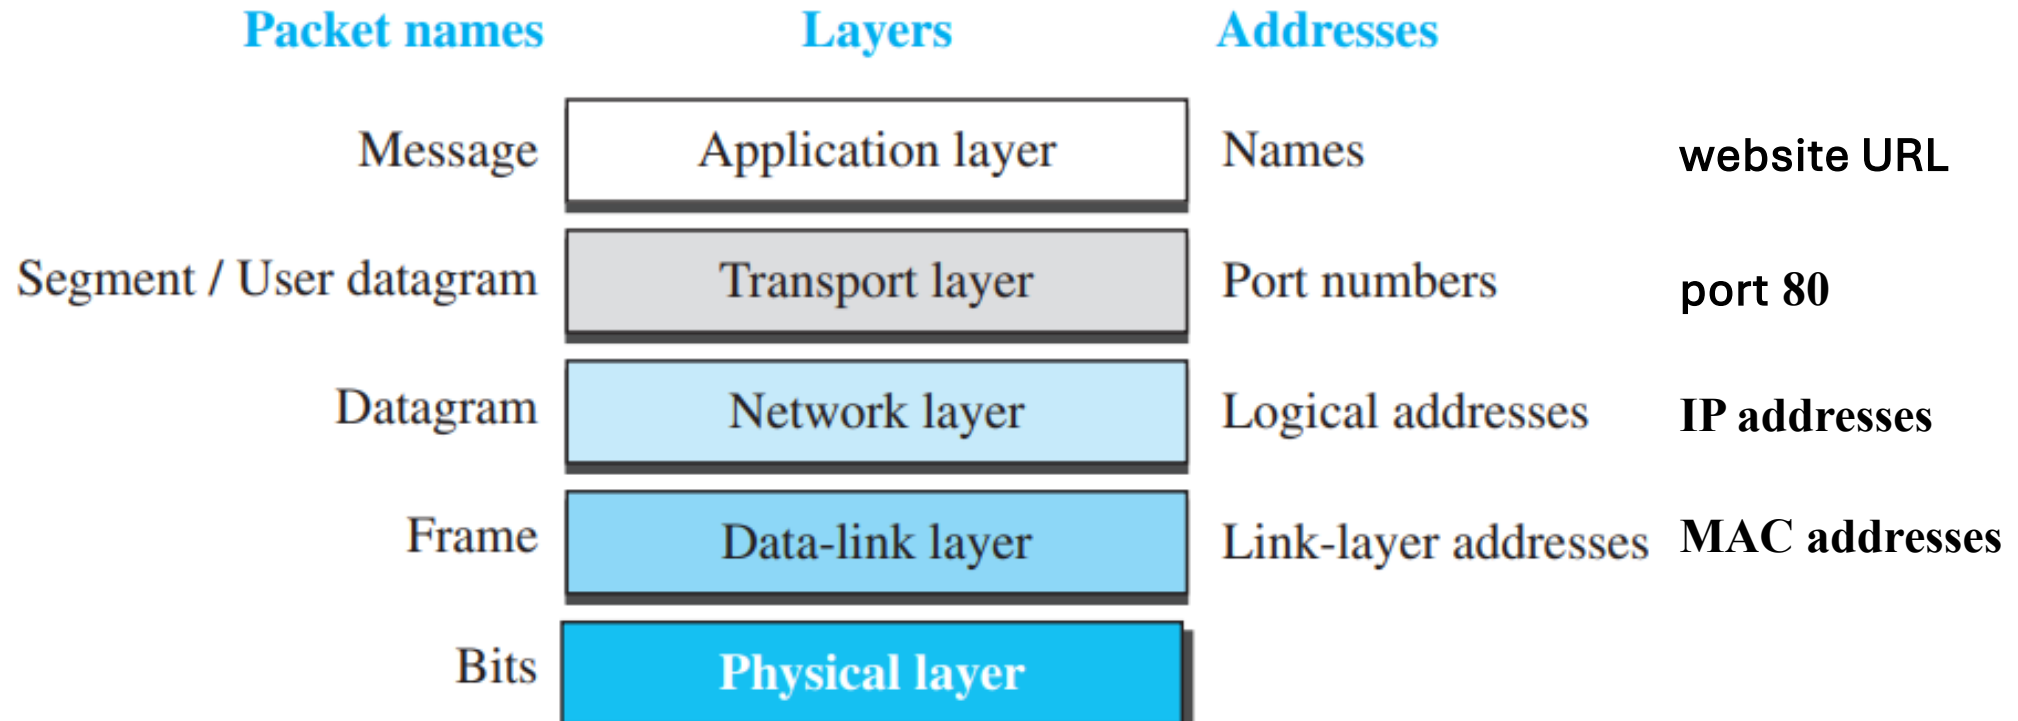 Packet names Layers Addresses
Message Application layer Names website URL
Segment / User datagram Transport layer Port numbers port 80
Datagram Network layer Logical addresses IP addresses
Frame Data-link layer Link-layer addresses MAC addresses
Bits Physical layer